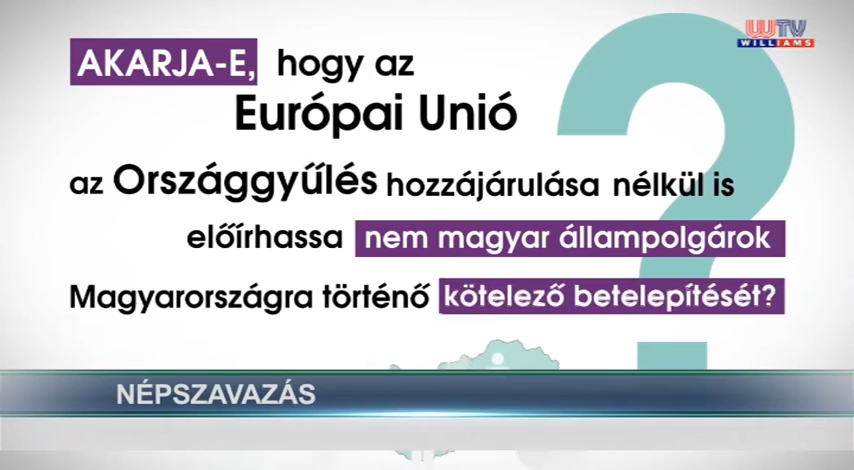 WTV
WILLIAMS
AKARJA-E, hogy az
Európai Unió
az Országgyűlés hozzájárulása nélkül is
előírhassa nem magyar állampolgárok
Magyarországra történő kötelező betelepítését?
?
NÉPSZAVAZÁS